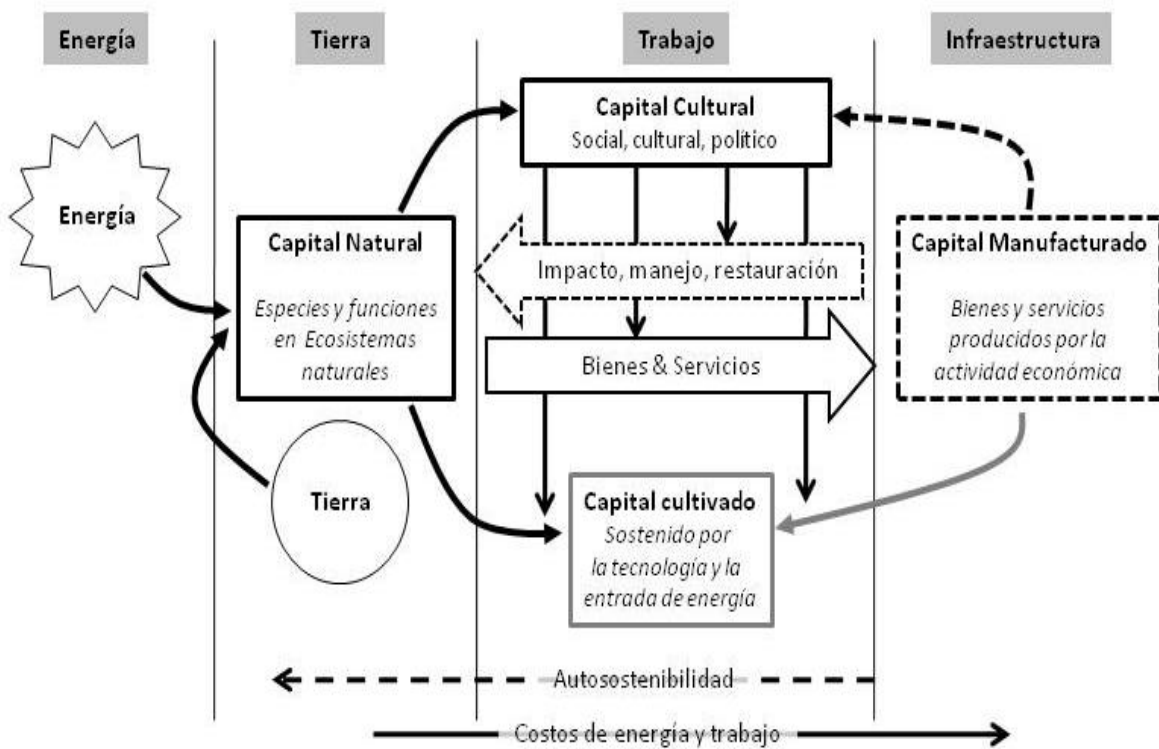 Energía
Tierra
Trabajo
Infraestructura
Energía
Capital Natural
Especies y funciones
en Ecosistemas
naturales
Tierra
Capital Cultural
Social, cultural, político
Impacto, manejo, restauración
Bienes & Servicios
Capital cultivado
Sostenido por
la tecnología y la
entrada de energía
Capital Manufacturado
Bienes y servicios
producidos por la
actividad económica
Autosostenibilidad
Costos de energía y trabajo